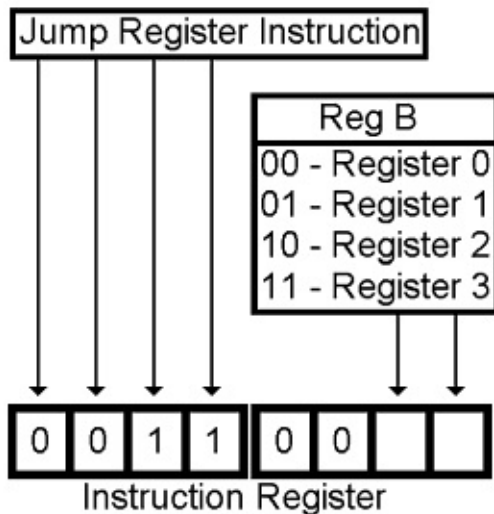 Jump Register Instruction
Reg B
00 - Register 0
01 - Register 1
10 - Register 2
11 - Register 3
0 0 1 1 0 0
Instruction Register